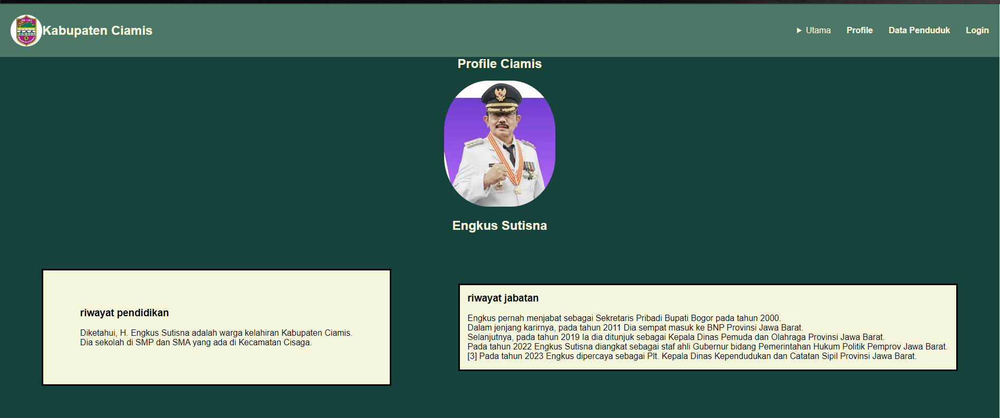 Kabupaten Ciamis
Utama
Profile
Data Penduduk
Login
Profile Ciamis
Engkus Sutisna
riwayat pendidikan
Diketahui, H. Engkus Sutisna adalah warga kelahiran Kabupaten Ciamis.
Dia sekolah di SMP dan SMA yang ada di Kecamatan Cisaga.
riwayat jabatan
Engkus pernah menjabat sebagai Sekretaris Pribadi Bupati Bogor pada tahun 2000.
Dalam jenjang karirnya, pada tahun 2011 Dia sempat masuk ke BNP Provinsi Jawa Barat.
Selanjutnya, pada tahun 2019 Ia dia ditunjuk sebagai Kepala Dinas Pemuda dan Olahraga Provinsi Jawa Barat.
Pada tahun 2022 Engkus Sutisna diangkat sebagai staf ahli Gubernur bidang Pemerintahan Hukum Politik Pemprov Jawa Barat.
[3] Pada tahun 2023 Engkus dipercaya sebagai Plt. Kepala Dinas Kependudukan dan Catatan Sipil Provinsi Jawa Barat.